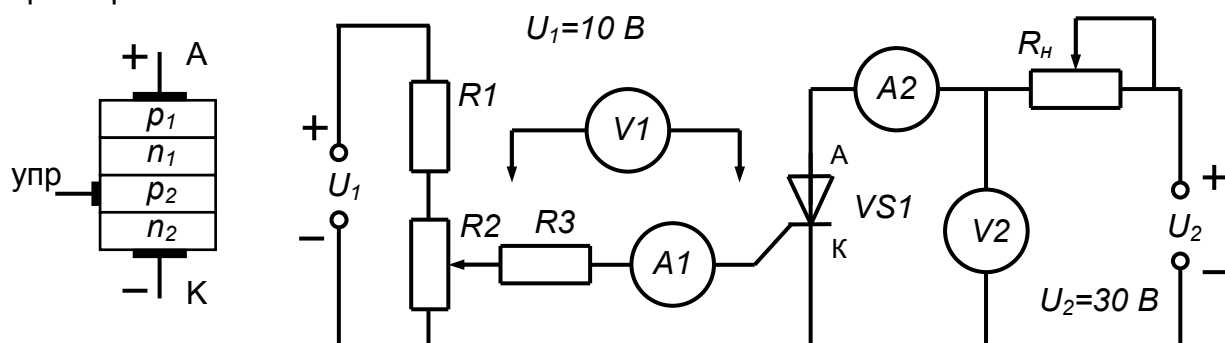 + А
p1
n1
упр
p2
n2
– К
U1=10 В
+
U1
–
R1
R2
R3
V1
A1
A2
А
VS1
К
V2
Rн
+
U2
–
U2=30 В